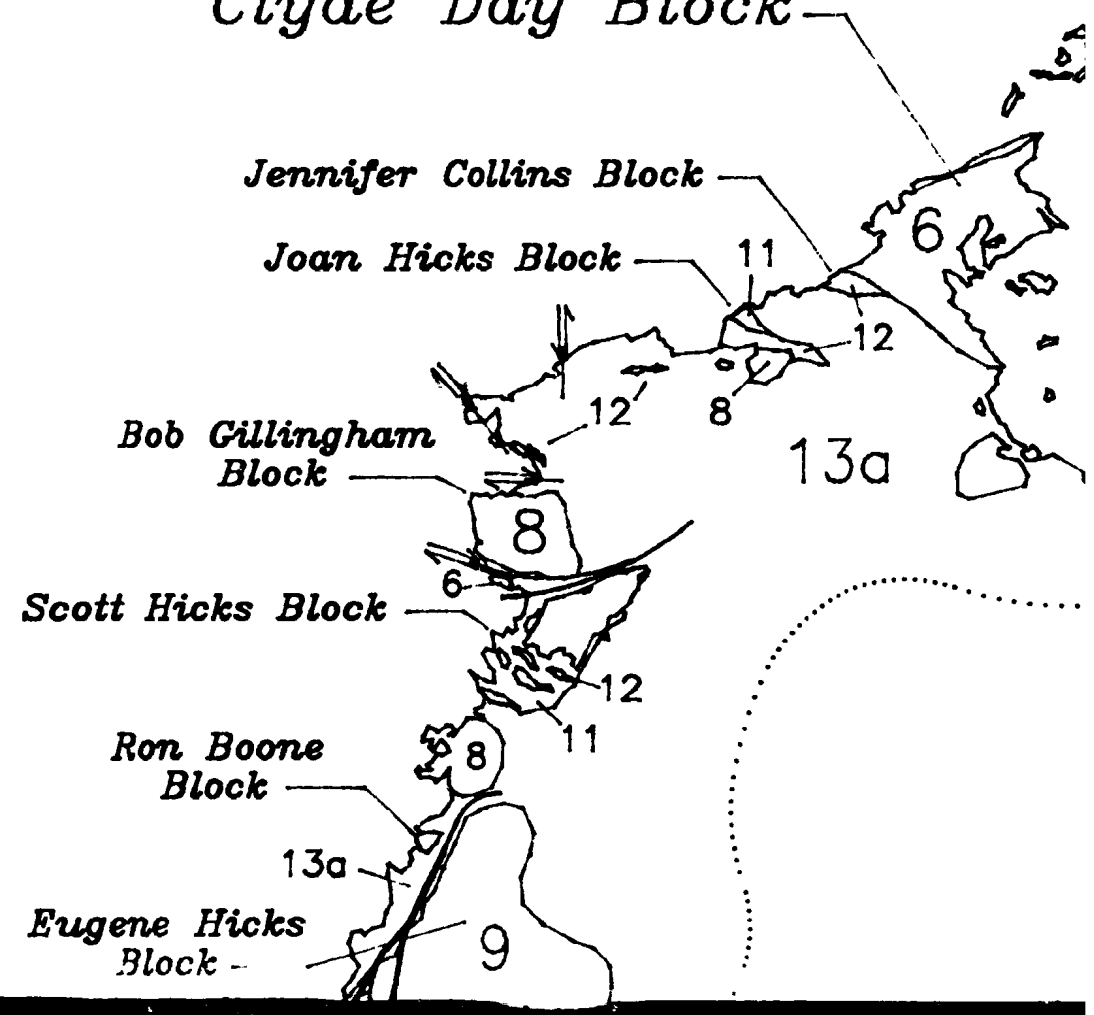 Clyde Day Block
Jennifer Collins Block
6
Joan Hicks Block
11
12
12
8
Bob Gillingham
Block
13a
8
6
Scott Hicks Block
12
11
Ron Boone
Block
8
13a
Eugene Hicks
Block
9